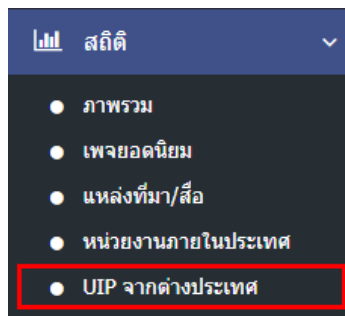 สถิติ
ภาพรวม
เพจยอดนิยม
แหล่งที่มา/สื่อ
หน่วยงานภายในประเทศ
UIP จากต่างประเทศ